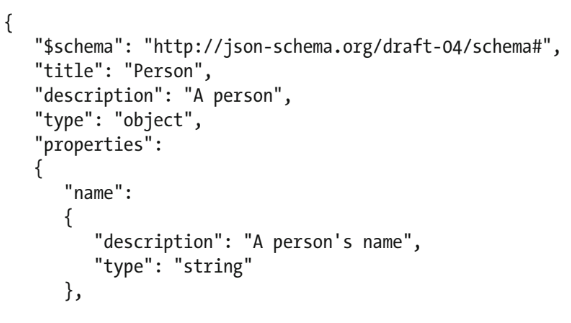 {
   "$schema": "http://json-schema.org/draft-04/schema#",
   "title": "Person",
   "description": "A person",
   "type": "object",
   "properties":
   {
      "name":
      {
         "description": "A person's name",
         "type": "string"
      },